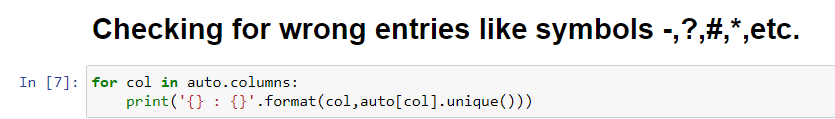 Checking for wrong entries like symbols -,?,#,*,etc.
In [7]: for col in auto.columns:
    print('{} : {}'.format(col,auto[col].unique()))